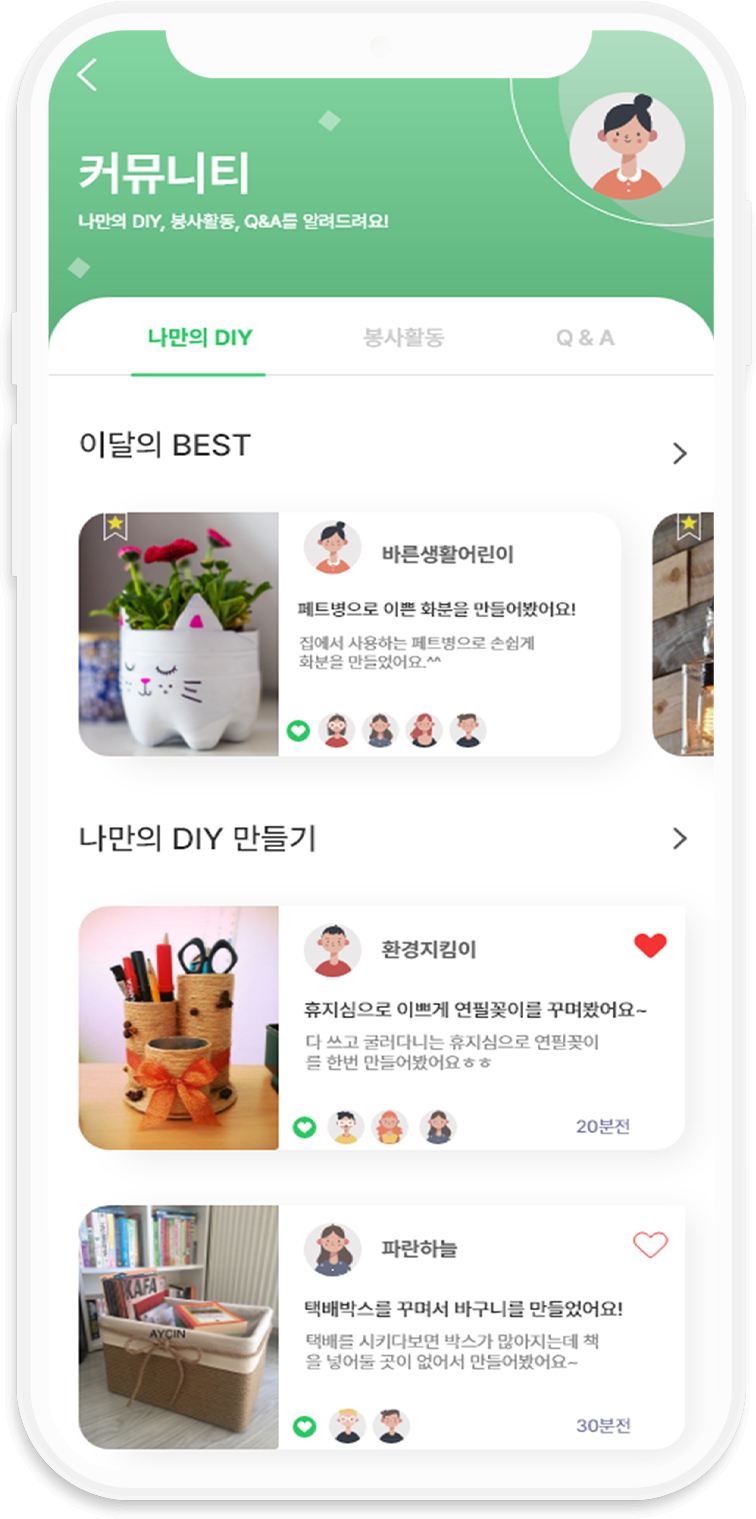 커뮤니티
나만의 DIY, 봉사활동, Q&A를 알려드려요!
나만의 DIY
봉사활동
Q & A
이달의 BEST
바른생활어린이
페트병으로 이쁜 화분을 만들어봤어요!
집에서 사용하는 페트병으로 손쉽게
화분을 만들었어요.^^
나만의 DIY 만들기
환경지킴이
휴지심으로 이쁘게 연필꽂이를 꾸며봤어요~
다 쓰고 굴러다니는 휴지심으로 연필꽂이
를 한번 만들어봤어요ㅎㅎ
20분전
파란하늘
택배박스를 꾸며서 바구니를 만들었어요!
택배를 시키다보면 박스가 많아지는데 책
을 넣어둘 곳이 없어서 만들어봤어요~
30분전
KAFA
AYÇIN